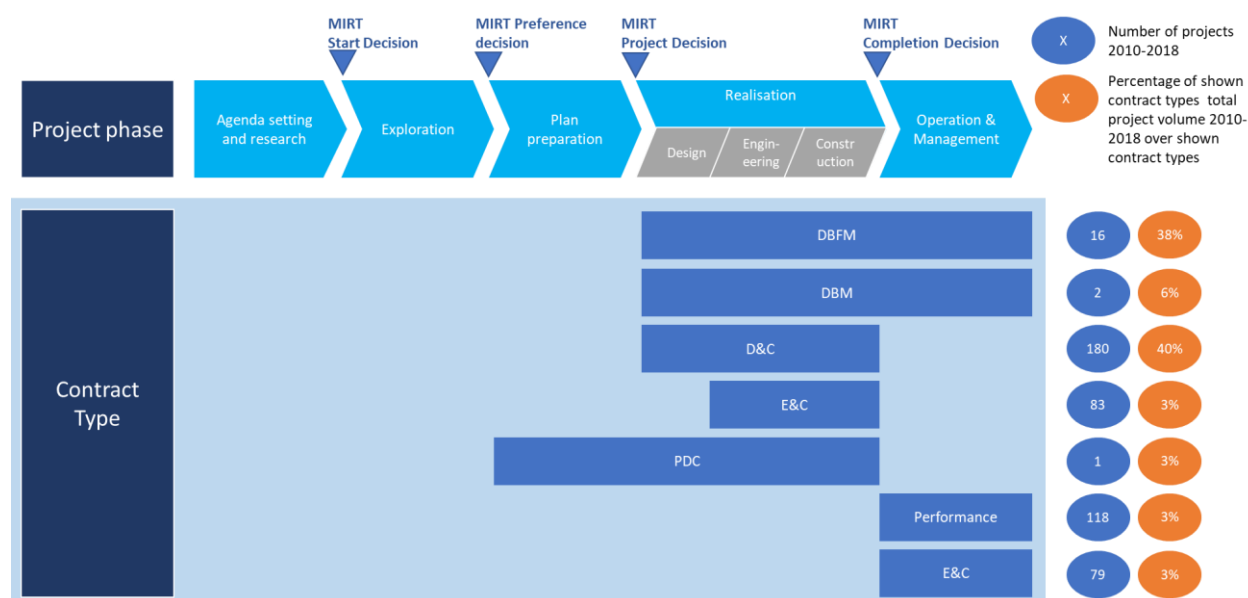 MIRT
Start Decision
MIRT Preference
decision
MIRT
Project Decision
MIRT
Completion Decision
X
Number of projects
2010-2018
X
Percentage of shown
contract types total
project volume 2010-
2018 over shown
contract types
Project phase
Agenda setting
and research
Exploration
Plan
preparation
Realisation
Design
Engin-
eering
Constr
uction
Operation &
Management
Contract
Type
DBFM
16
38%
DBM
2
6%
D&C
180
40%
E&C
83
3%
PDC
1
3%
Performance
118
3%
E&C
79
3%